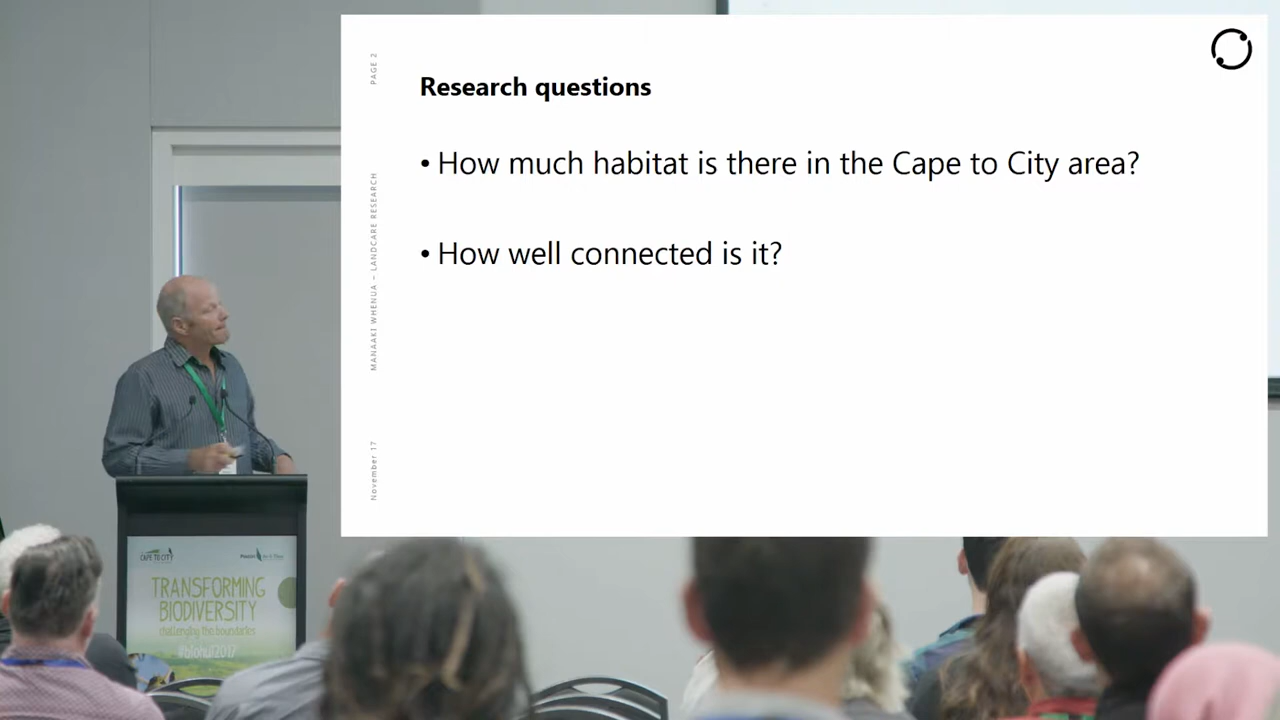 PAGE 2
Research questions
• How much habitat is there in the Cape to City area?
• How well connected is it?
MANAAKI WHENUA – LANDCARE RESEARCH
November 17
CAPE TO CITY
TRANSFORMING
BIODIVERSITY
challenging the boundaries
#biohui2017